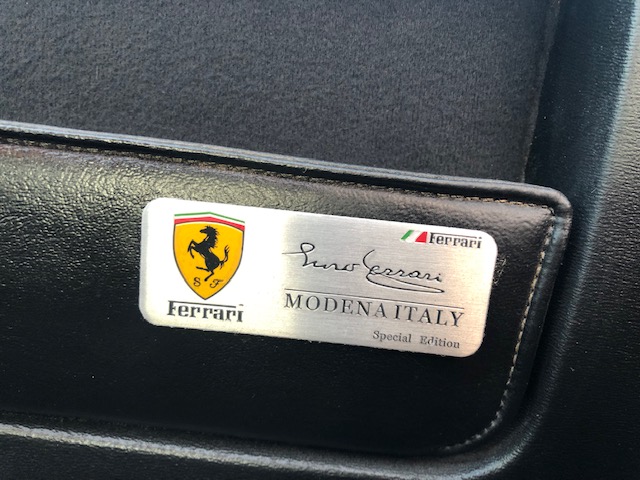 S F
Ferrari
Ferrari
Enzo Ferrari
MODENA ITALY
Special Edition